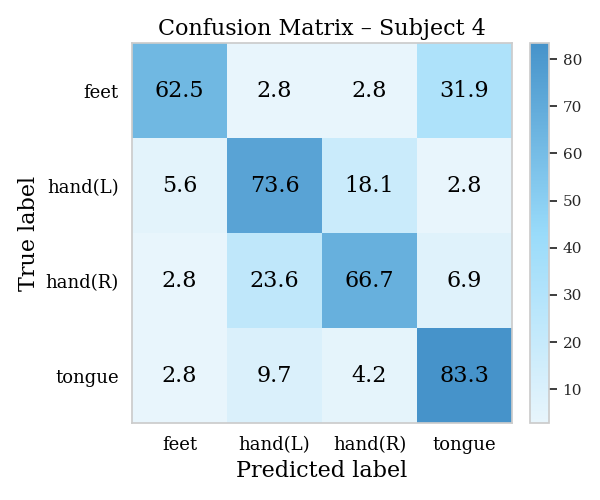 Confusion Matrix – Subject 4
feet 62.5 2.8 2.8 31.9
hand(L) 5.6 73.6 18.1 2.8
hand(R) 2.8 23.6 66.7 6.9
tongue 2.8 9.7 4.2 83.3
feet hand(L) hand(R) tongue
Predicted label
True label
80
70
60
50
40
30
20
10